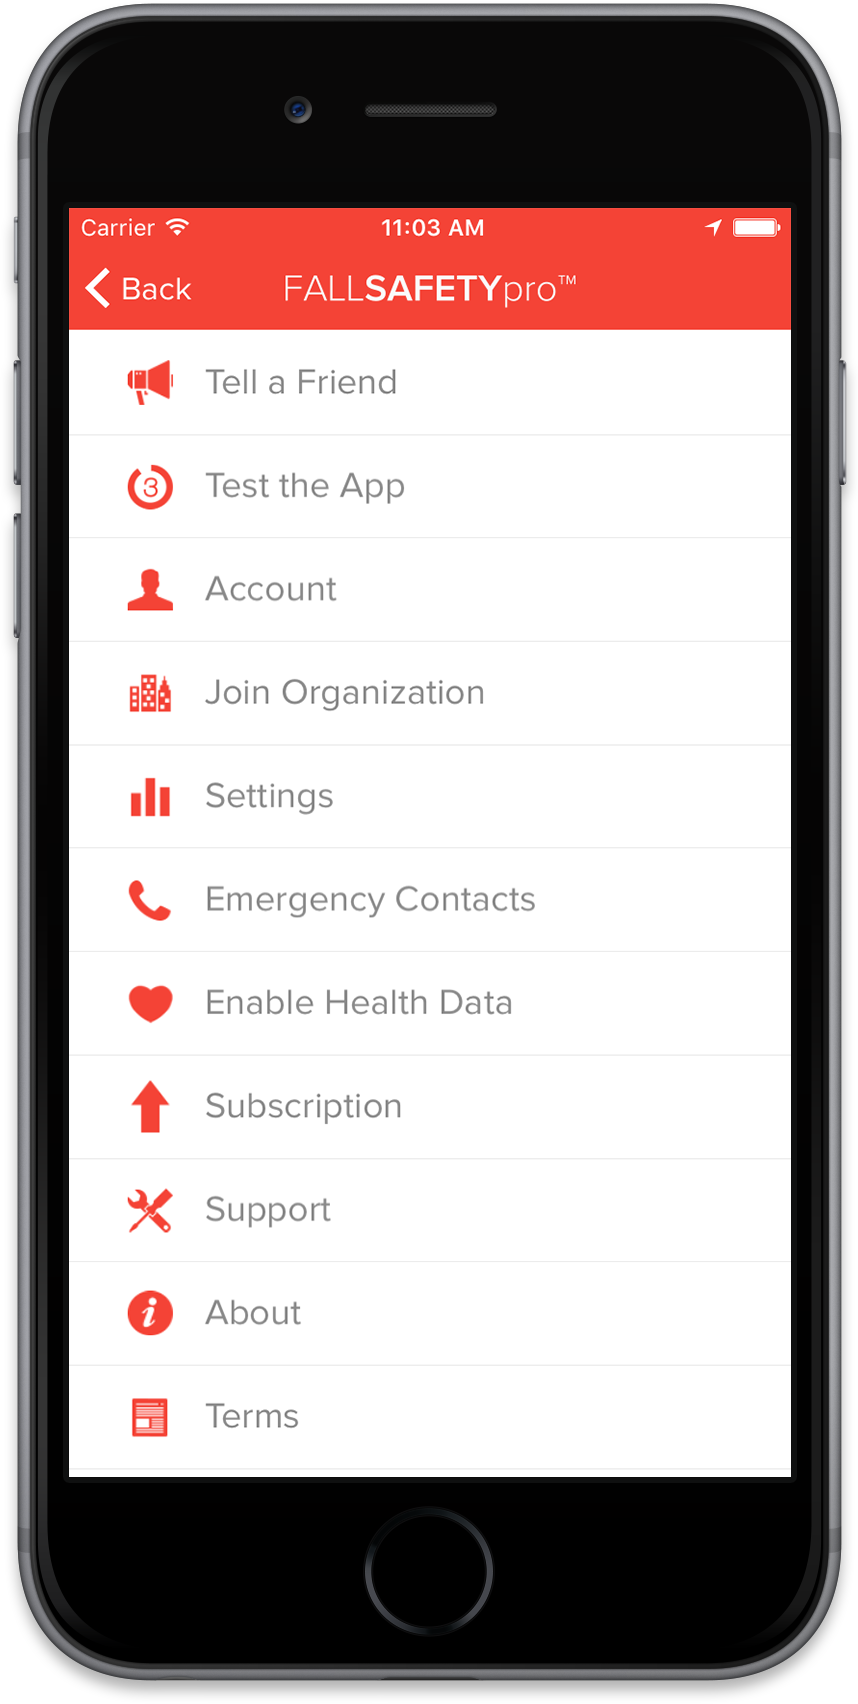 Carrier 11:03 AM
Back FALLSAFETYpro™
Tell a Friend
3 Test the App
Account
Join Organization
Settings
Emergency Contacts
Enable Health Data
Subscription
Support
i About
Terms